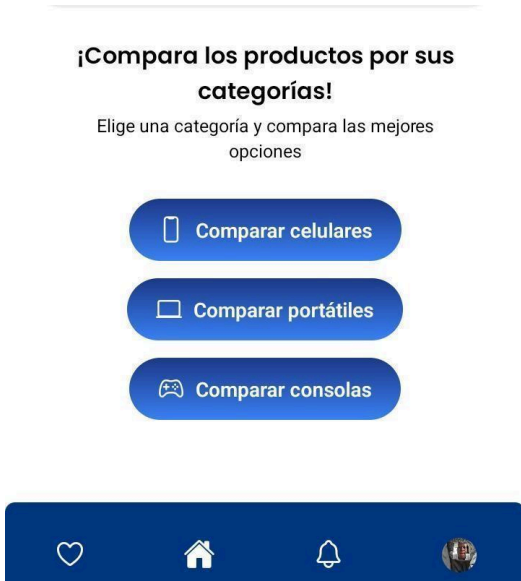 ¡Compara los productos por sus
categorías!
Elige una categoría y compara las mejores
opciones
Comparar celulares
Comparar portátiles
Comparar consolas